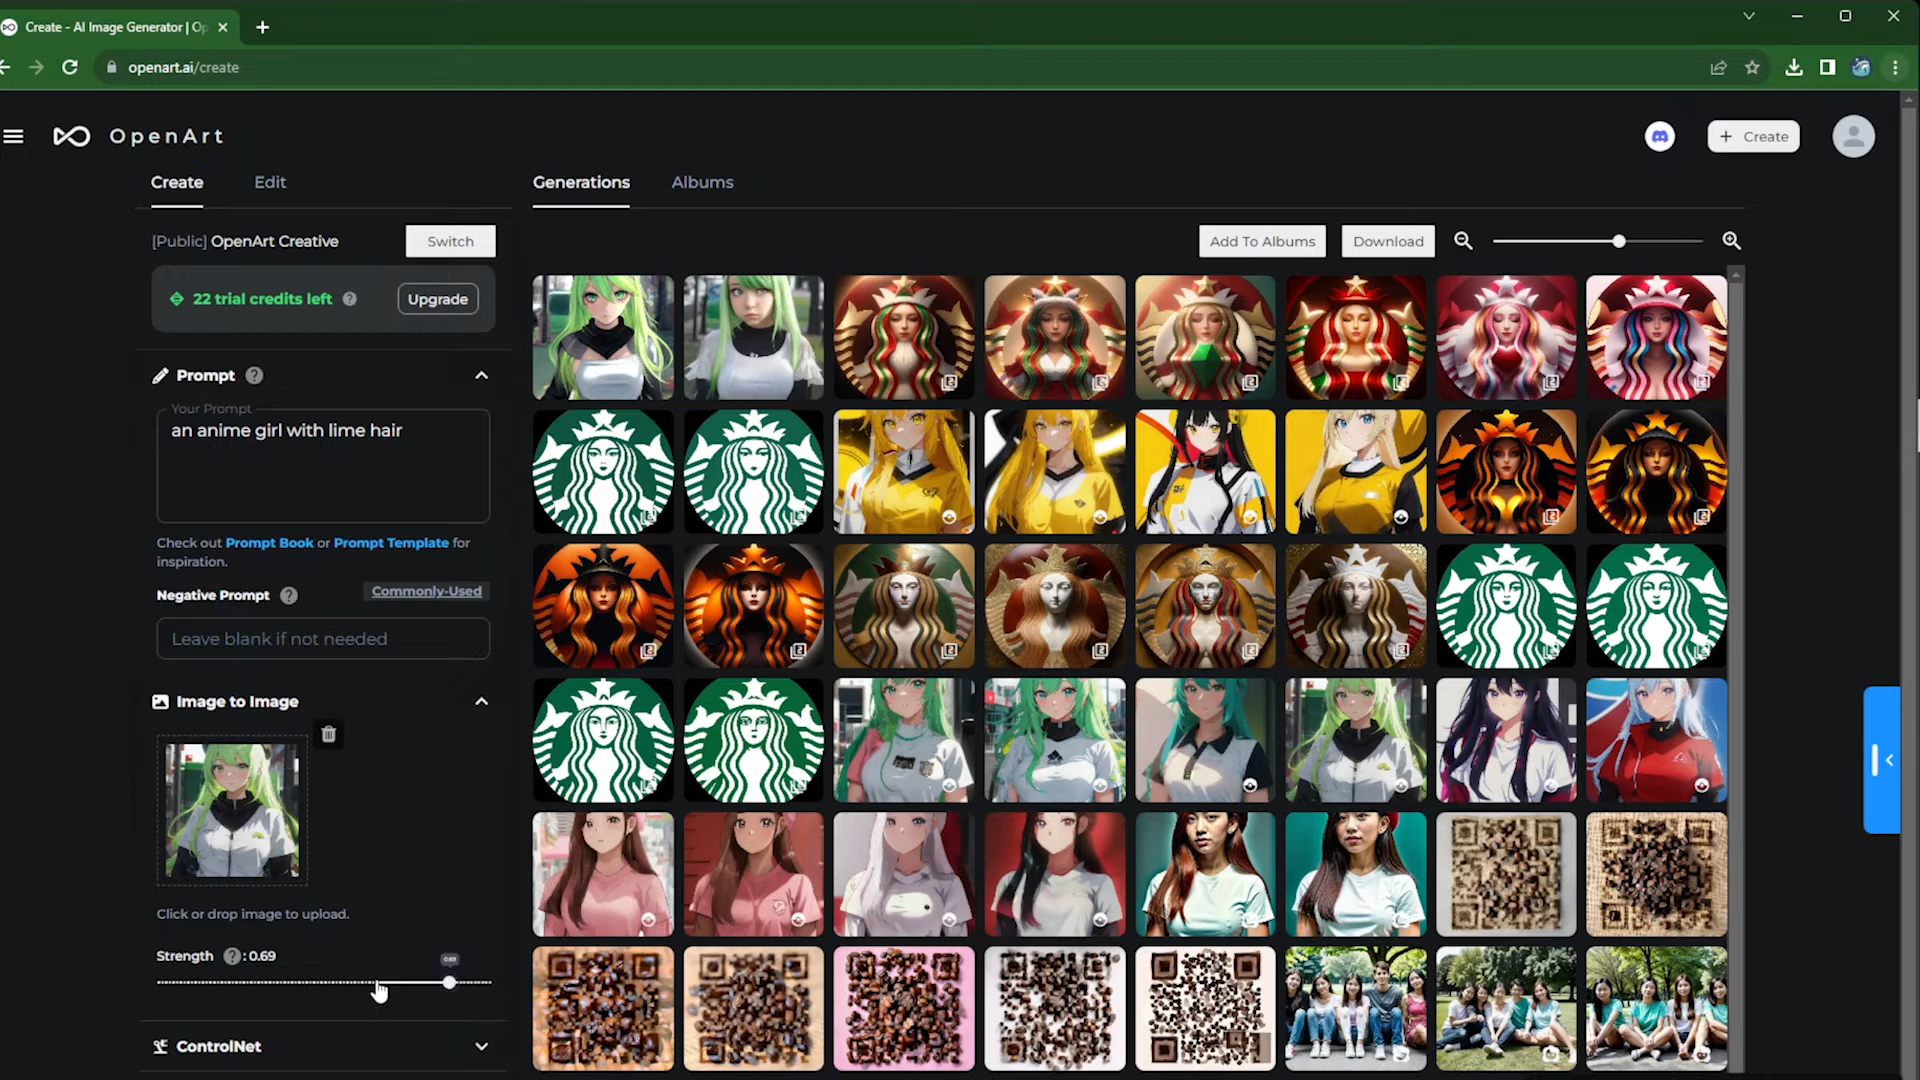 Create - AI Image Generator | Op
openart.ai/create
OpenArt
Create
Create
Edit
Generations
Albums
[Public] OpenArt Creative
Switch
Add To Albums
Download
22 trial credits left
Upgrade
Prompt
Your Prompt
an anime girl with lime hair
Check out Prompt Book or Prompt Template for
inspiration.
Negative Prompt
Commonly-Used
Leave blank if not needed
Image to Image
Click or drop image to upload.
Strength : 0.69
ControlNet